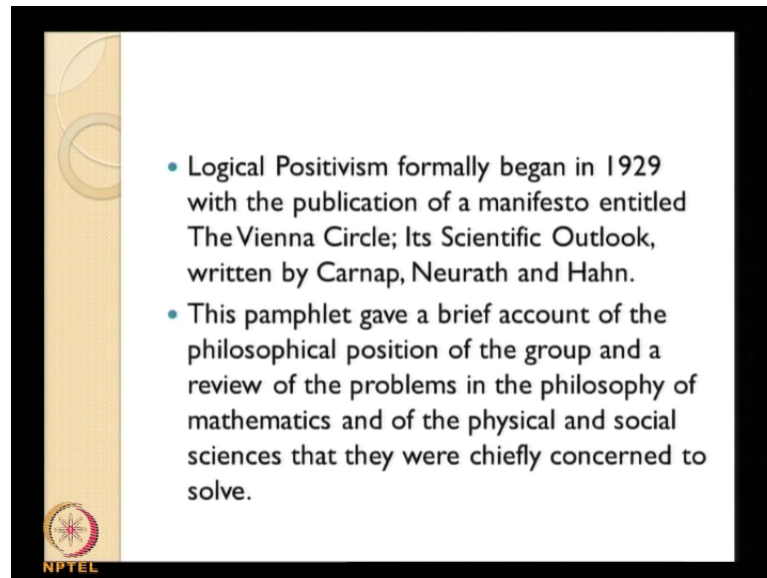 • Logical Positivism formally began in 1929
with the publication of a manifesto entitled
The Vienna Circle; Its Scientific Outlook,
written by Carnap, Neurath and Hahn.
• This pamphlet gave a brief account of the
philosophical position of the group and a
review of the problems in the philosophy of
mathematics and of the physical and social
sciences that they were chiefly concerned to
solve.
NPTEL